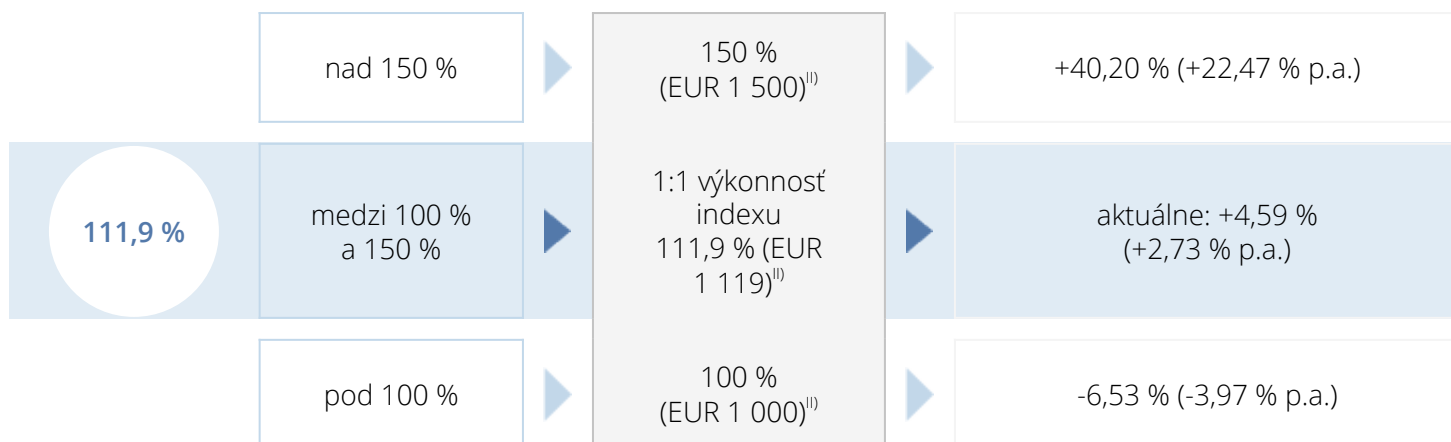 nad 150 %
150 %
(EUR 1 500)II)
+40,20 % (+22,47 % p.a.)
111,9 %
medzi 100 %
a 150 %
1:1 výkonnosť
indexu
111,9 % (EUR
1 119)II)
aktuálne: +4,59 %
(+2,73 % p.a.)
pod 100 %
100 %
(EUR 1 000)II)
-6,53 % (-3,97 % p.a.)